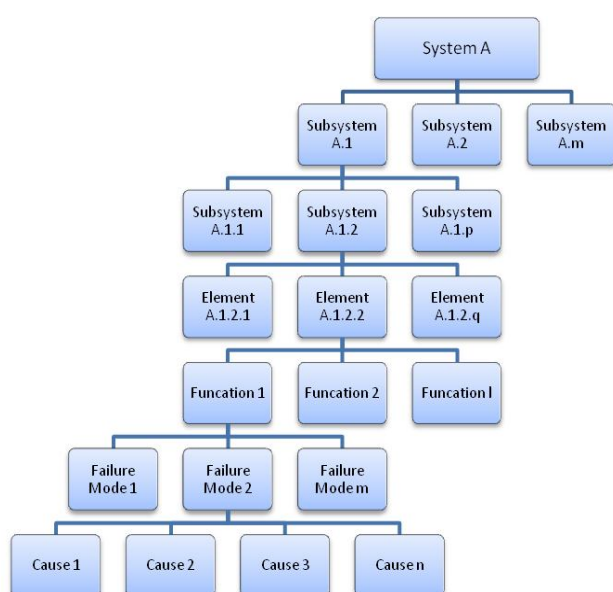 System A
Subsystem
A.1
Subsystem
A.2
Subsystem
A.m
Subsystem
A.1.1
Subsystem
A.1.2
Subsystem
A.1.p
Element
A.1.2.1
Element
A.1.2.2
Element
A.1.2.q
Funcation 1
Funcation 2
Funcation l
Failure
Mode 1
Failure
Mode 2
Failure
Mode m
Cause 1
Cause 2
Cause 3
Cause n